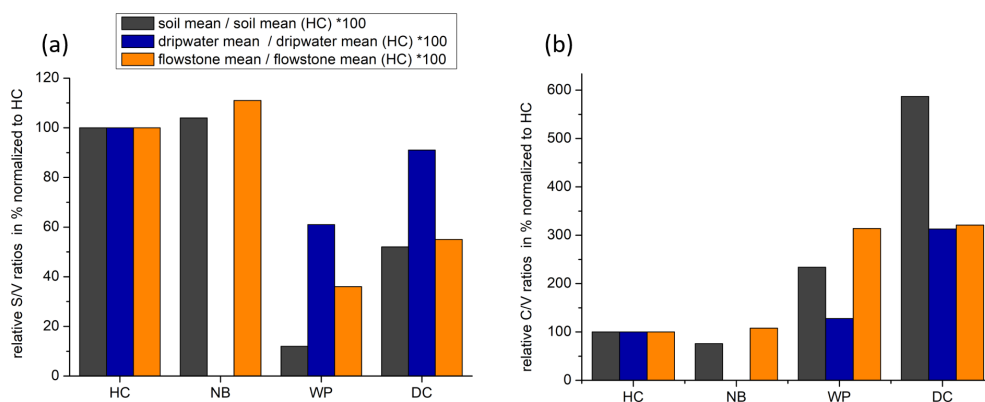 (a)
soil mean / soil mean (HC) *100
dripwater mean / dripwater mean (HC) *100
flowstone mean / flowstone mean (HC) *100
relative S/V ratios in % normalized to HC
120
100
80
60
40
20
0
HC NB WP DC
(b)
relative C/V ratios in % normalized to HC
600
500
400
300
200
100
0
HC NB WP DC